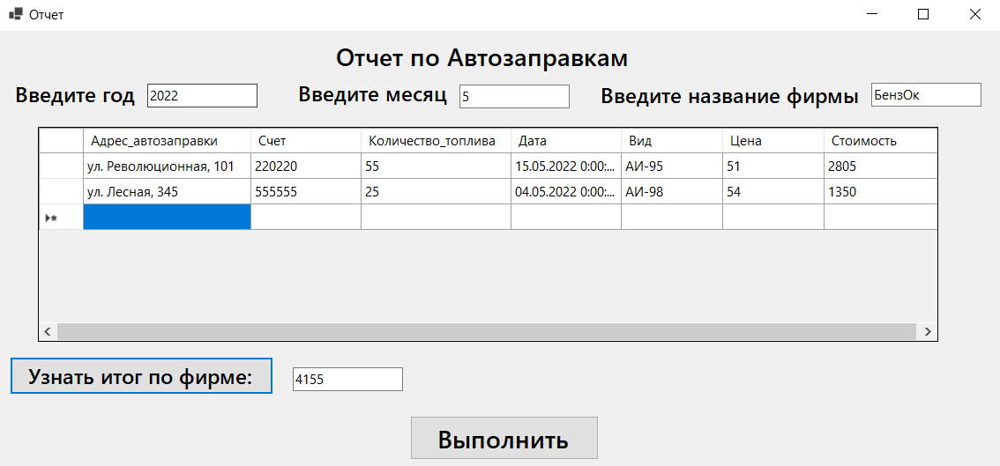 Отчет
Отчет по Автозаправкам
Введите год 2022 Введите месяц 5 Введите название фирмы БензОк
Адрес_автозаправки Счет Количество_топлива Дата Вид Цена Стоимость
ул. Революционная, 101 220220 55 15.05.2022 0:00:... АИ-95 51 2805
ул. Лесная, 345 555555 25 04.05.2022 0:00:... АИ-98 54 1350
Узнать итог по фирме: 4155
Выполнить